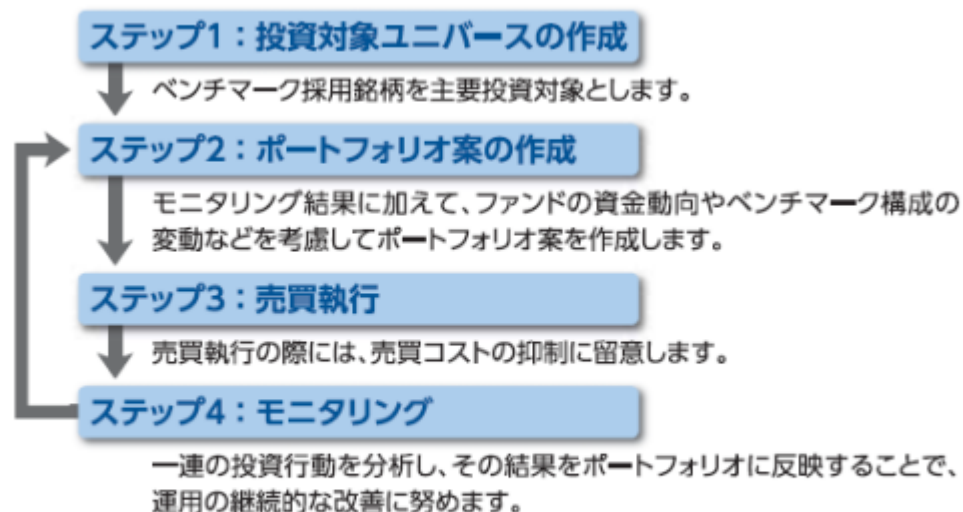 ステップ1：投資対象ユニバースの作成
ベンチマーク採用銘柄を主要投資対象とします。
ステップ2：ポートフォリオ案の作成
モニタリング結果に加えて、ファンドの資金動向やベンチマーク構成の
変動などを考慮してポートフォリオ案を作成します。
ステップ3：売買執行
売買執行の際には、売買コストの抑制に留意します。
ステップ4：モニタリング
一連の投資行動を分析し、その結果をポートフォリオに反映することで、
運用の継続的な改善に努めます。